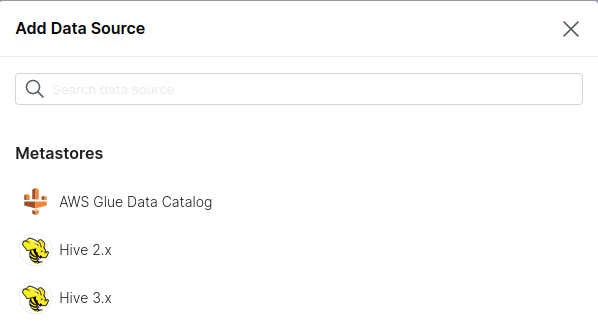 Add Data Source
Search data source
Metastores
AWS Glue Data Catalog
Hive 2.x
Hive 3.x